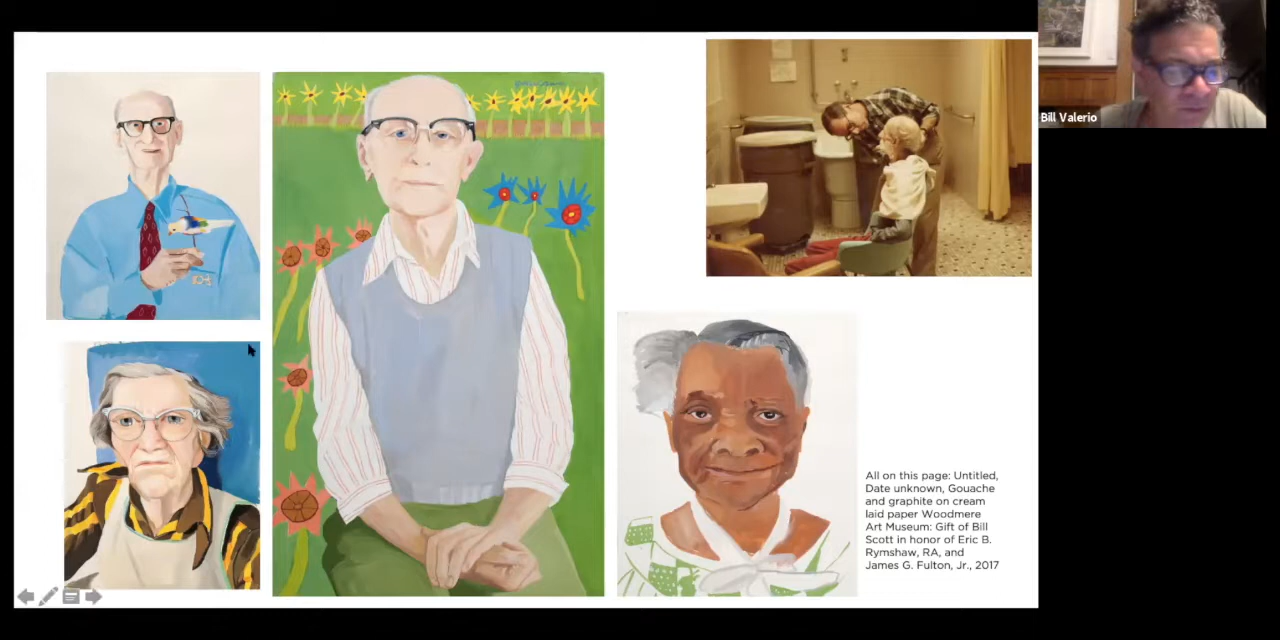 Bill Valerio
All on this page: Untitled,
Date unknown, Gouache
and graphite on cream
laid paper Woodmere
Art Museum: Gift of Bill
Scott in honor of Eric B.
Rymshaw, RA, and
James G. Fulton, Jr., 2017